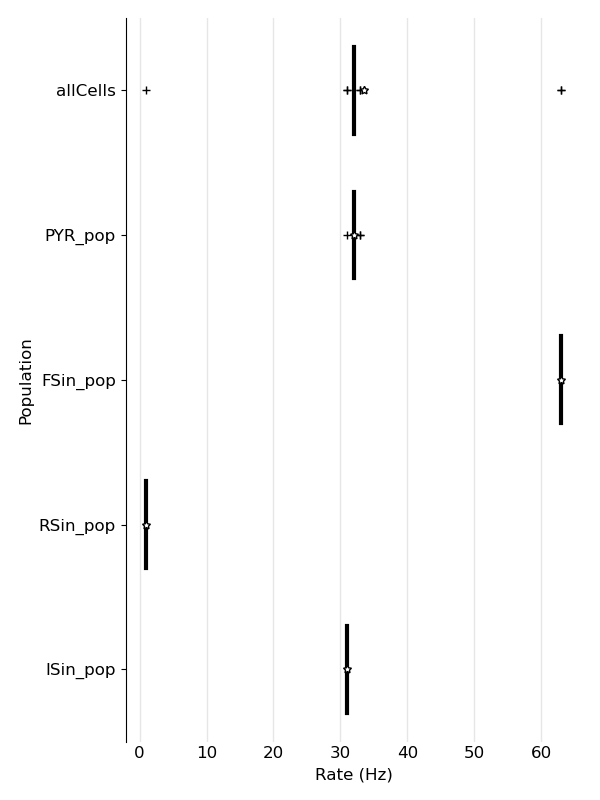 allCells
PYR_pop
FSin_pop
RSin_pop
ISin_pop
Population
0 10 20 30 40 50 60
Rate (Hz)